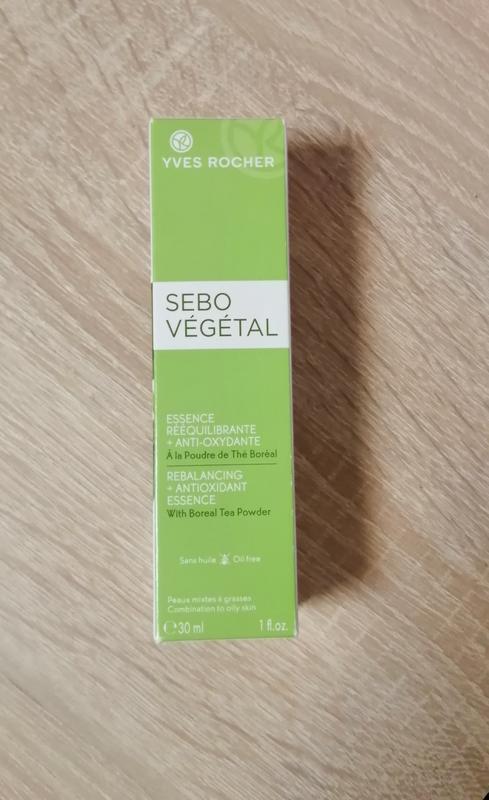 YVES ROCHER
SEBO
VÉGÉTAL
ESSENCE
RÉÉQUILIBRANTE
+ ANTI-OXYDANTE
À la Poudre de Thé Boréal
REBALANCING
+ ANTIOXIDANT
ESSENCE
With Boreal Tea Powder
Sans huile Oil free
Peaux mixtes à grasses
Combination to oily skin
℮30 ml 1 fl.oz.